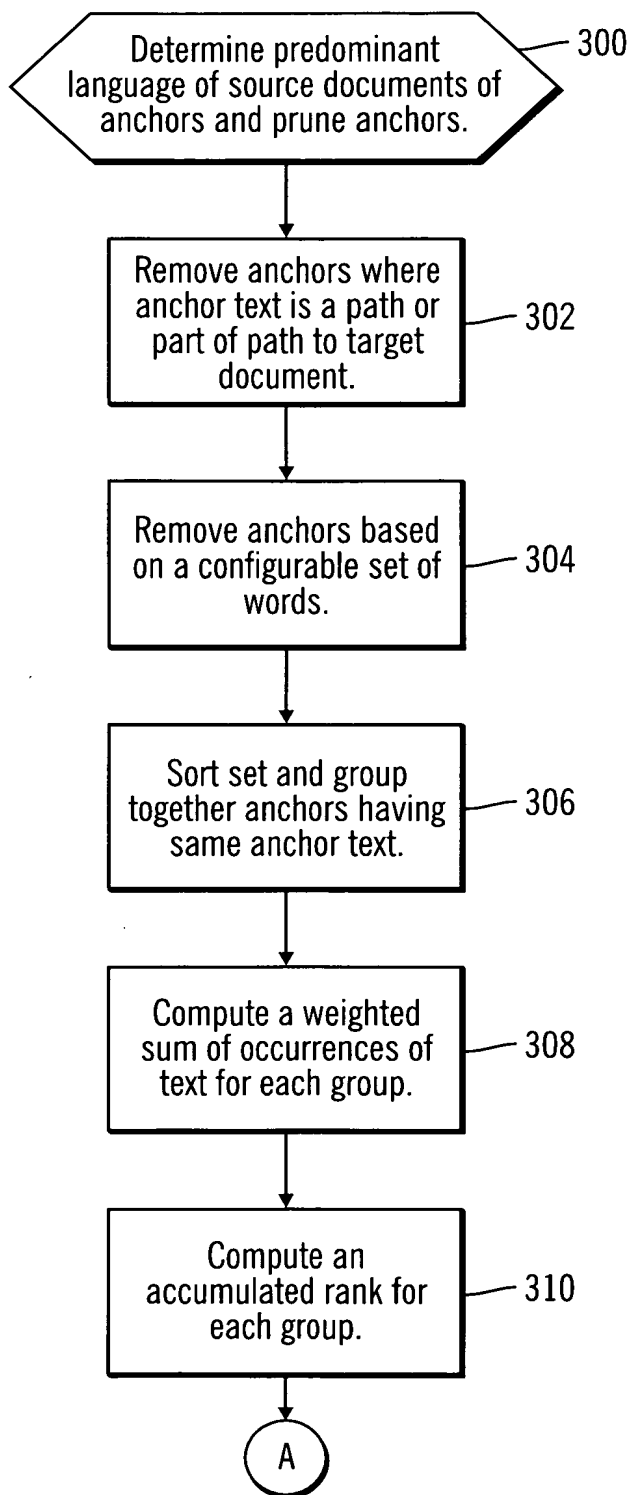 Determine predominant
language of source documents of
anchors and prune anchors.
300
Remove anchors where
anchor text is a path or
part of path to target
document.
302
Remove anchors based
on a configurable set of
words.
304
Sort set and group
together anchors having
same anchor text.
306
Compute a weighted
sum of occurrences of
text for each group.
308
Compute an
accumulated rank for
each group.
310
A